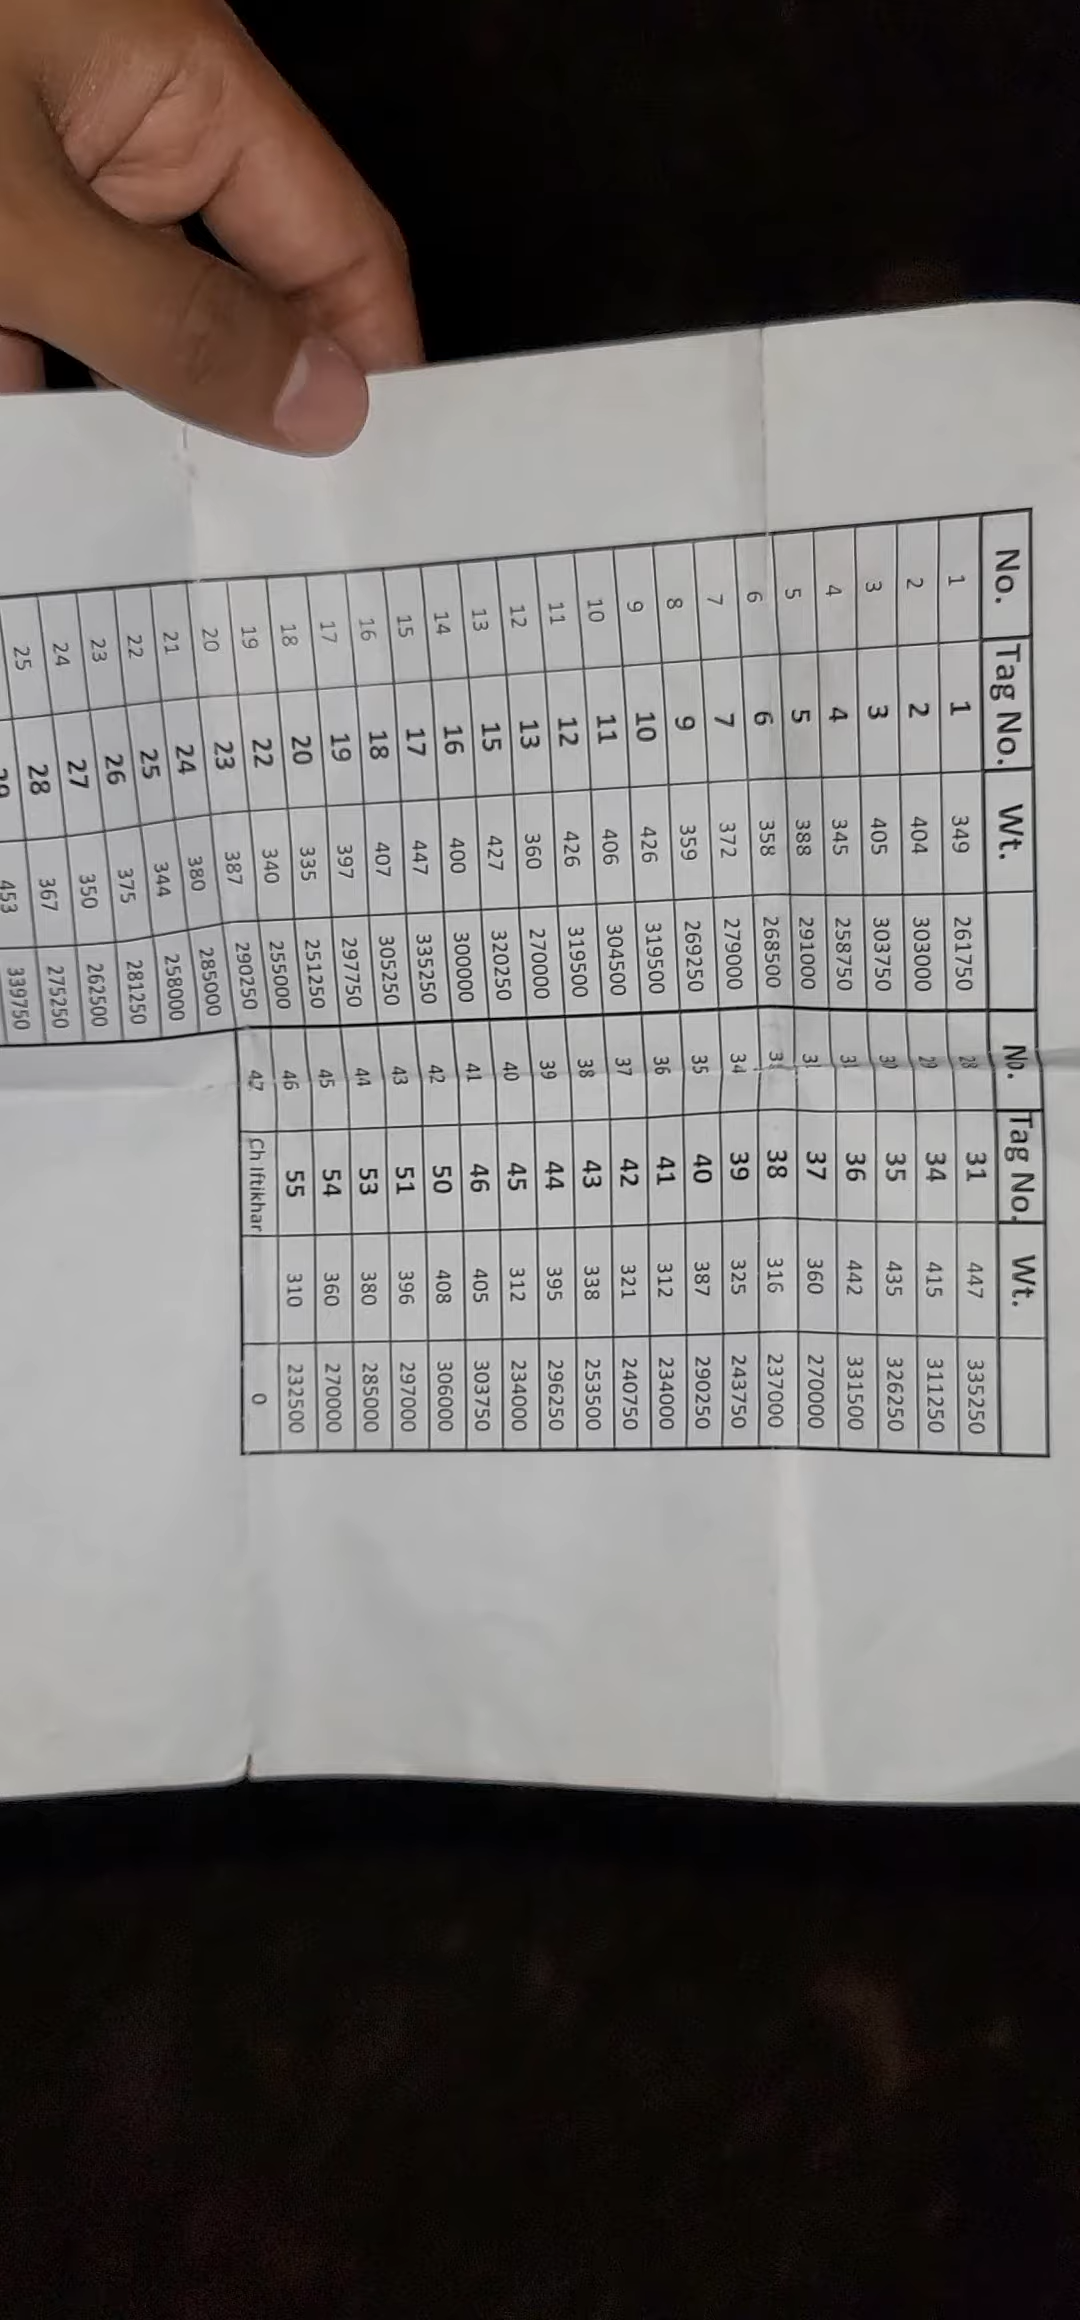 No. Tag No. Wt. No. Tag No. Wt.
1 1 349 261750 28 31 447 335250
2 2 404 303000 29 34 415 311250
3 3 405 303750 30 35 435 326250
4 4 345 258750 31 36 442 331500
5 5 388 291000 37 360 270000
6 6 358 268500 38 316 237000
7 7 372 279000 34 39 325 243750
8 9 359 269250 35 40 387 290250
9 10 426 319500 36 41 312 234000
10 11 406 304500 37 42 321 240750
11 12 426 319500 38 43 338 253500
12 13 360 270000 39 44 395 296250
13 15 427 320250 40 45 312 234000
14 16 400 300000 41 46 405 303750
15 17 447 335250 42 50 408 306000
16 18 407 305250 43 51 396 297000
17 19 397 297750 44 53 380 285000
18 20 335 251250 45 54 360 270000
19 22 340 255000 46 55 310 232500
20 23 387 290250 47 Ch Iftikhar 0
21 24 380 285000
22 25 344 258000
23 26 375 281250
24 27 350 262500
25 28 367 275250
453 339750